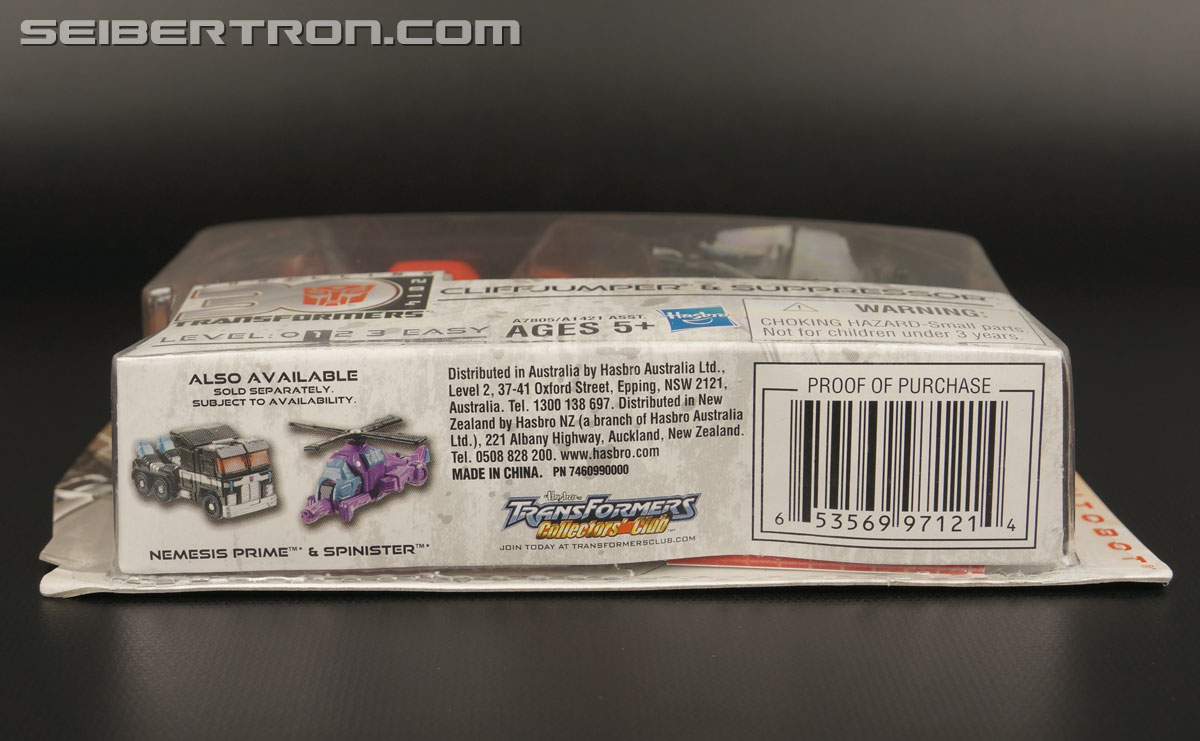 SEIBERTRON.COM
2014
TRANSFORMERS
LEVEL: 0 1 2 3 EASY
CLIFFJUMPER™ & SUPPRESSOR™
A7805/A1421 ASST.
AGES 5+
Hasbro
WARNING:
CHOKING HAZARD-Small parts.
Not for children under 3 years.
ALSO AVAILABLE
SOLD SEPARATELY.
SUBJECT TO AVAILABILITY.
NEMESIS PRIME™* & SPINISTER™*
Distributed in Australia by Hasbro Australia Ltd.,
Level 2, 37-41 Oxford Street, Epping, NSW 2121,
Australia. Tel. 1300 138 697. Distributed in New
Zealand by Hasbro NZ (a branch of Hasbro Australia
Ltd.), 221 Albany Highway, Auckland, New Zealand.
Tel. 0508 828 200. www.hasbro.com
MADE IN CHINA. PN 7460990000
Hasbro
TRANSFORMERS
Collectors' Club
JOIN TODAY AT TRANSFORMERSCLUB.COM
PROOF OF PURCHASE
6 53569 97121 4
AUTOBOT